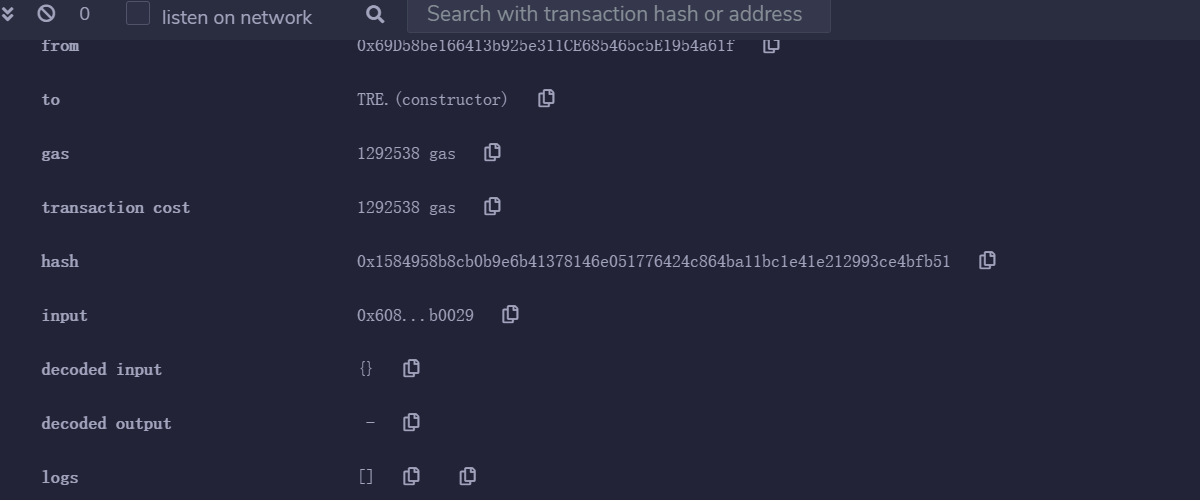 0 listen on network Search with transaction hash or address
from 0x69D58be166413b925e311CE685465c5E1954a61f
to TRE.(constructor)
gas 1292538 gas
transaction cost 1292538 gas
hash 0x1584958b8cb0b9e6b41378146e051776424c864ba11bc1e41e212993ce4bfb51
input 0x608...b0029
decoded input {}
decoded output -
logs []